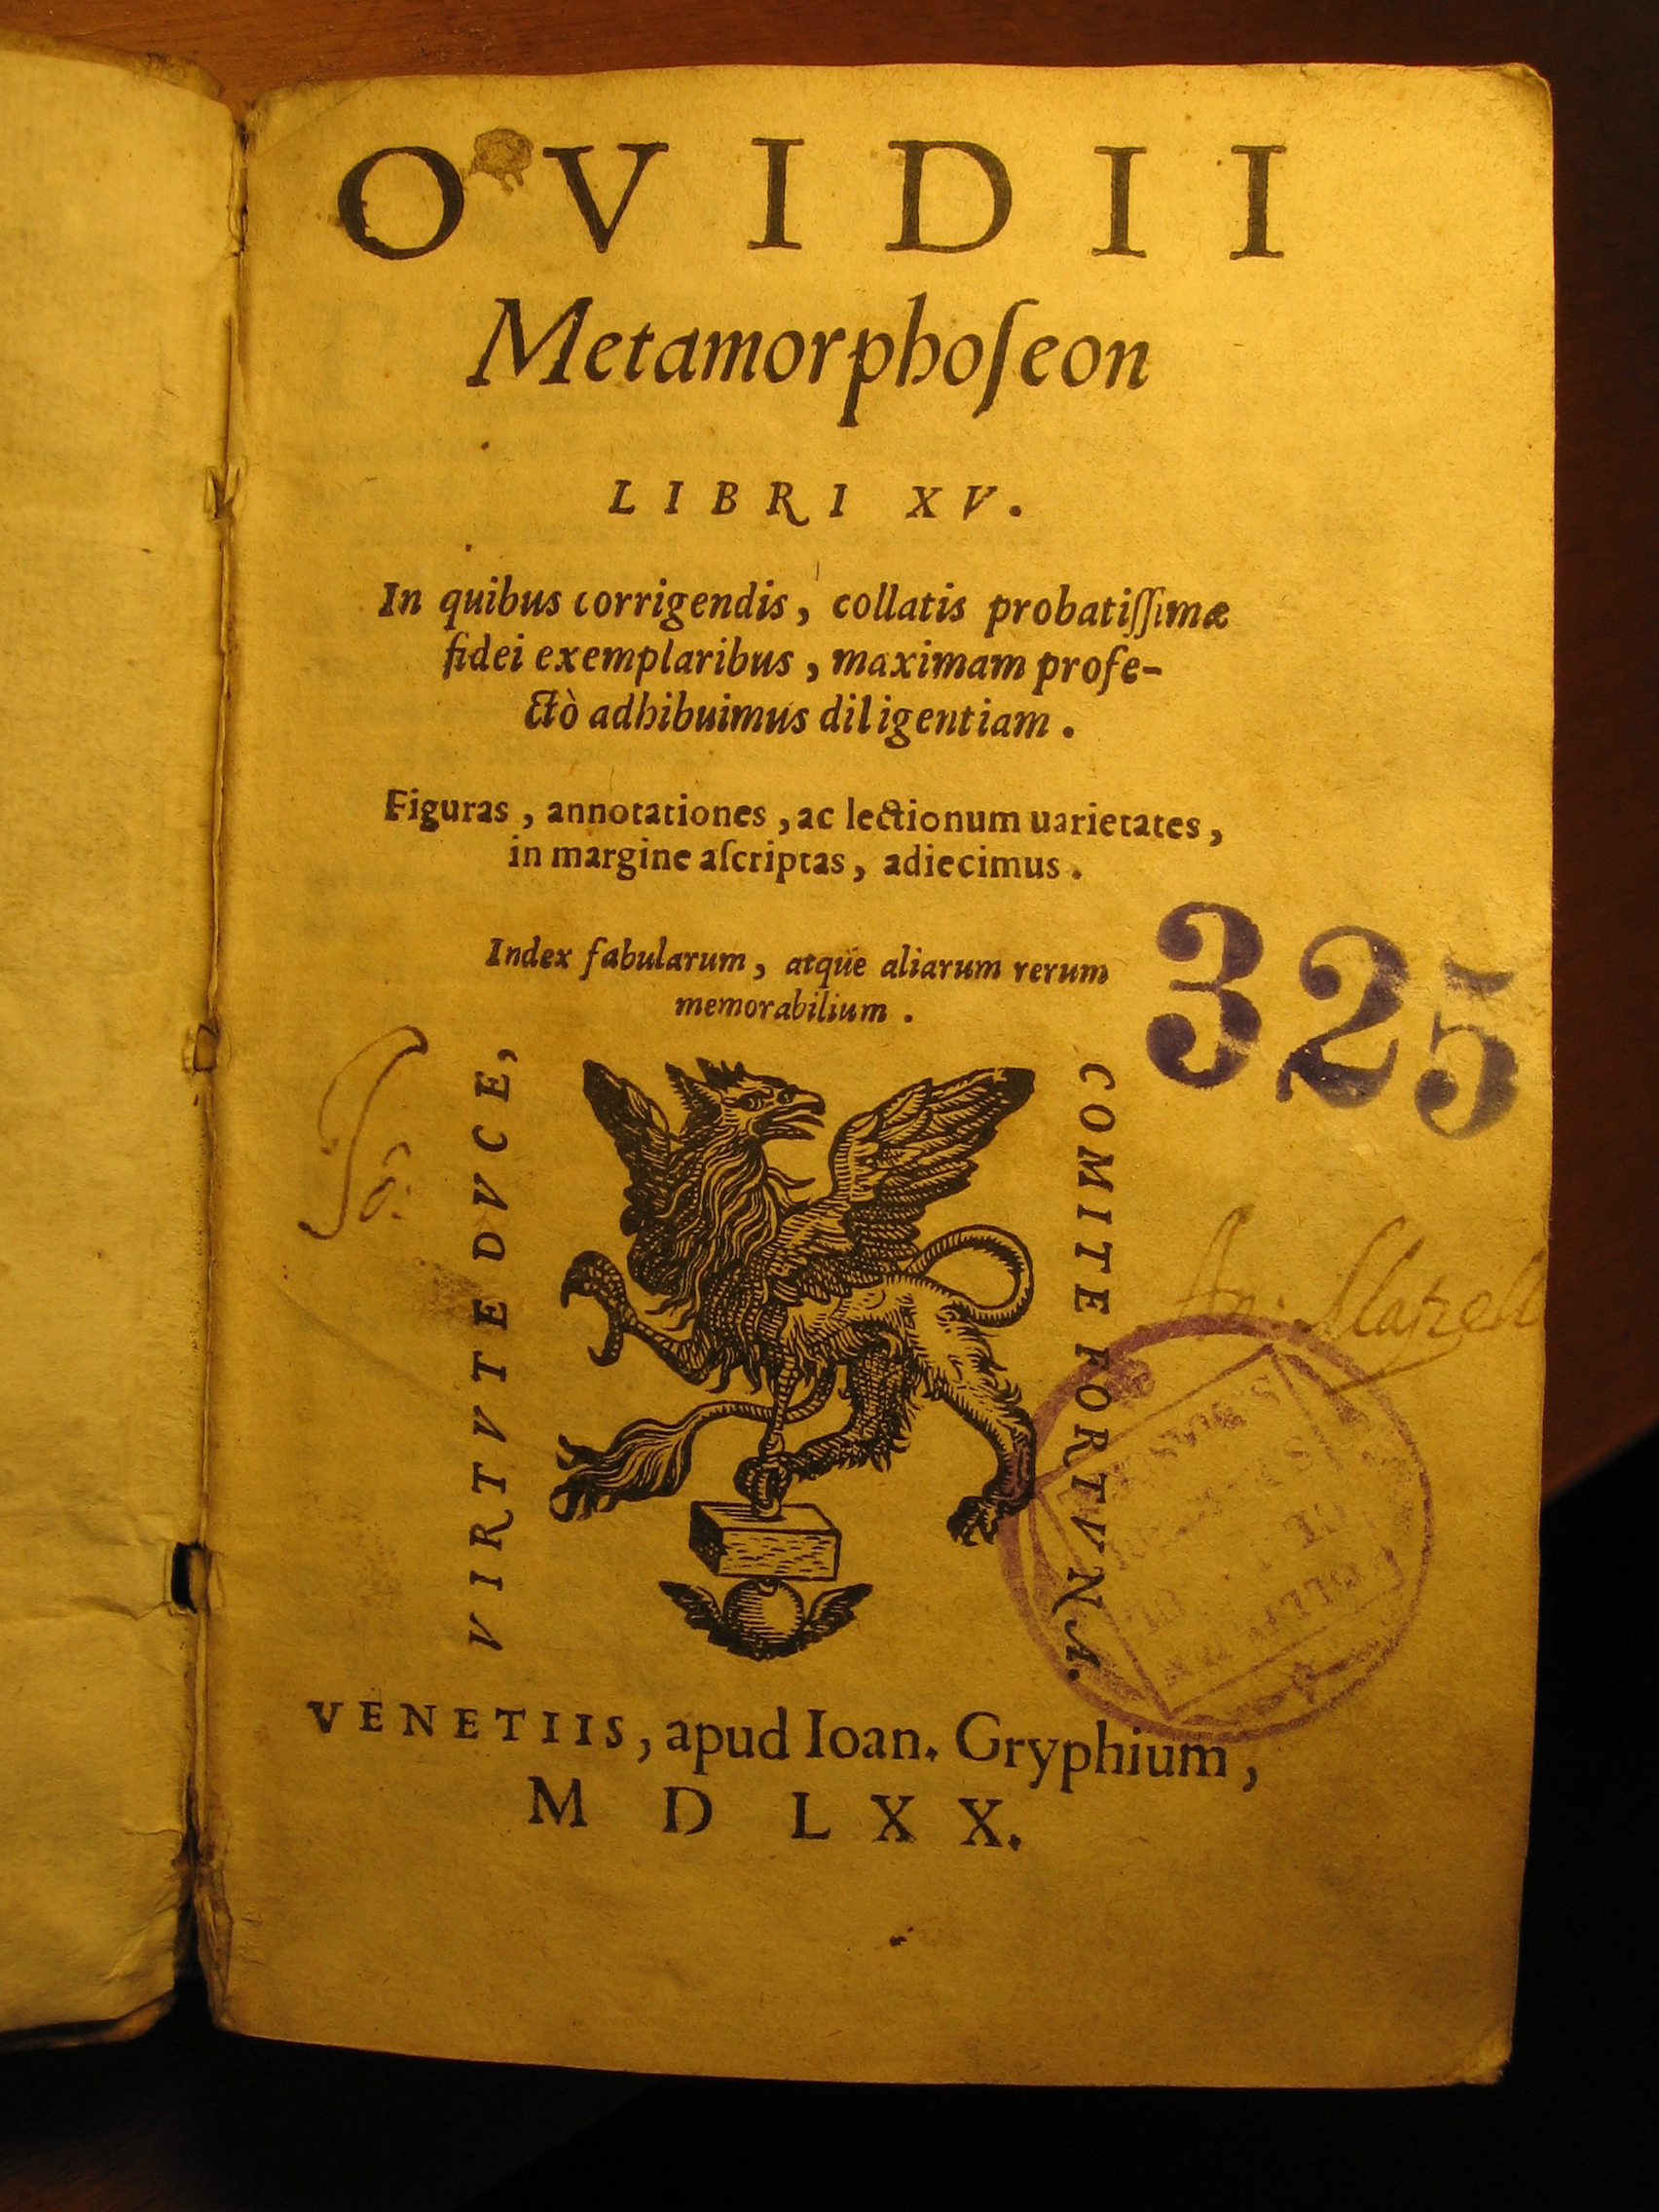 OVIDII
Metamorphoſeon
LIBRI XV.
In quibus corrigendis, collatis probatiſſimæ
fidei exemplaribus, maximam profe-
ctò adhibuimus diligentiam.
Figuras, annotationes, ac lectionum uarietates,
in margine aſcriptas, adiecimus.
Index fabularum, atque aliarum rerum
memorabilium.
325
VIRTVTE DVCE,
COMITE FORTVNA.
VENETIIS, apud Ioan. Gryphium,
MDLXX.